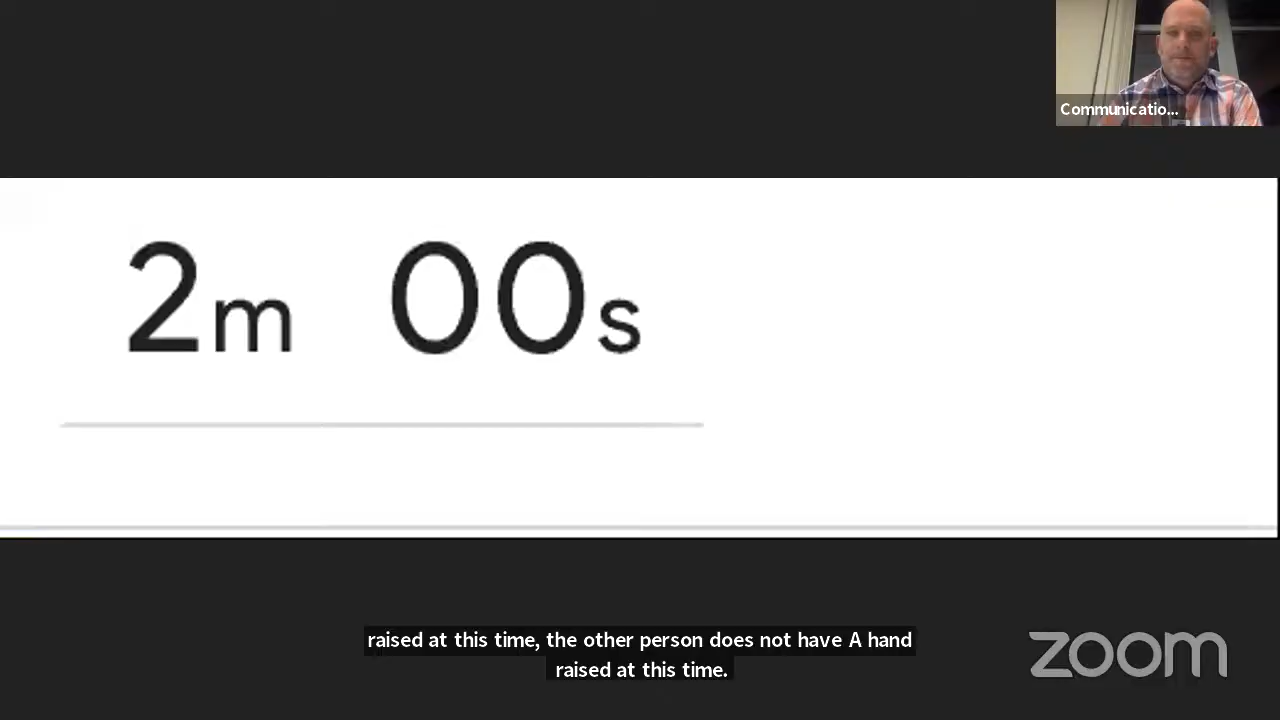 Communicatio...
2m 00s
raised at this time, the other person does not have A hand
raised at this time.
zoom